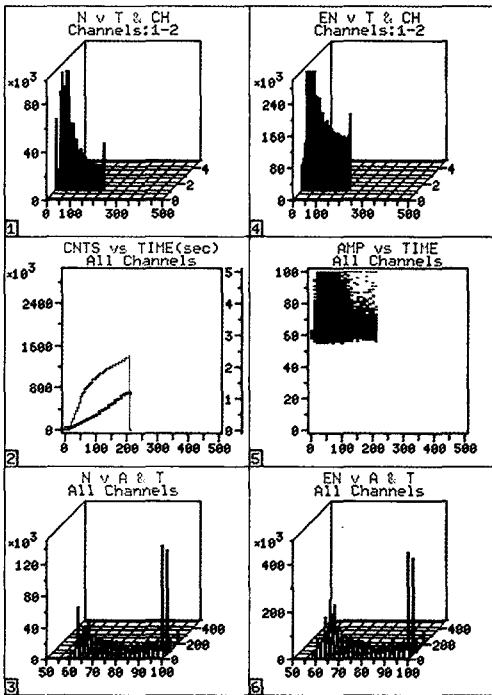 N v T & CH
Channels:1-2
×10³
80
40
0
0 100 300 500
0
2
4
1
EN v T & CH
Channels:1-2
×10³
240
160
80
0
0 100 300 500
0
2
4
4
CNTS vs TIME(sec)
All Channels
×10³
2400
1600
800
0
5
4
3
2
1
0
0 100 200 300 400 500
2
AMP vs TIME
All Channels
100
80
60
40
20
0
0 100 200 300 400 500
5
N v A & T
All Channels
×10³
120
80
40
0
50 60 70 80 90 100
0
200
400
3
EN v A & T
All Channels
×10³
400
200
0
50 60 70 80 90 100
0
200
400
6